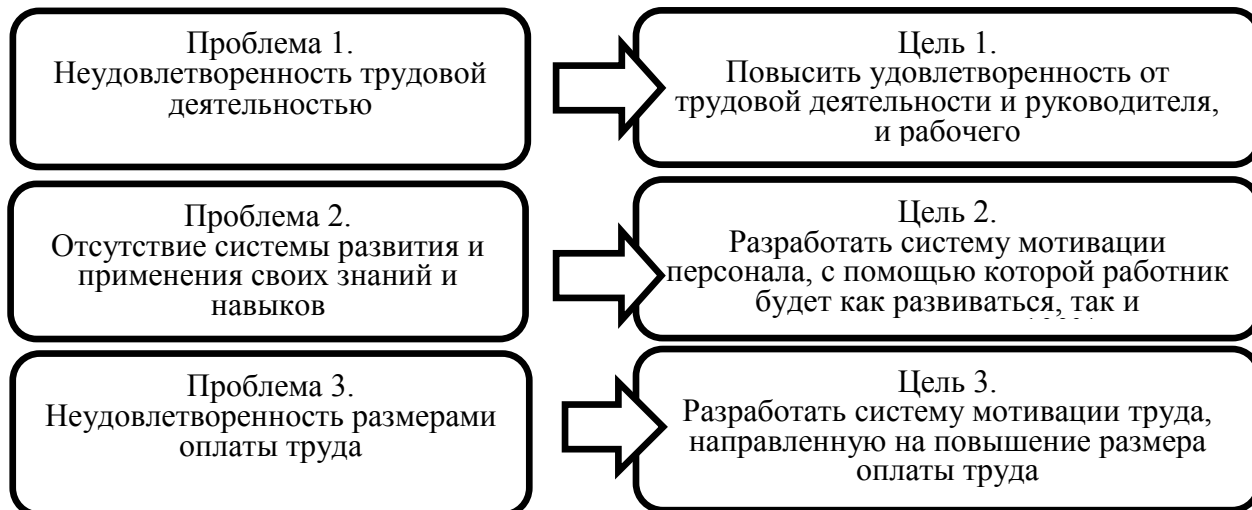 Проблема 1.
Неудовлетворенность трудовой
деятельностью
Цель 1.
Повысить удовлетворенность от
трудовой деятельности и руководителя,
и рабочего
Проблема 2.
Отсутствие системы развития и
применения своих знаний и
навыков
Цель 2.
Разработать систему мотивации
персонала, с помощью которой работник
будет как развиваться, так и
Проблема 3.
Неудовлетворенность размерами
оплаты труда
Цель 3.
Разработать систему мотивации труда,
направленную на повышение размера
оплаты труда